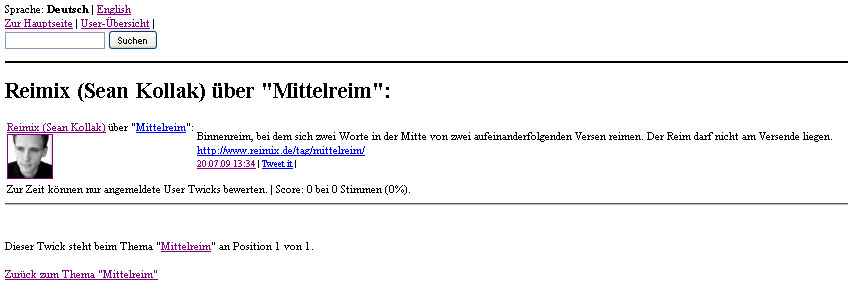 Sprache: Deutsch | English
Zur Hauptseite | User-Übersicht |
Suchen
Reimix (Sean Kollak) über "Mittelreim":
Reimix (Sean Kollak) über "Mittelreim":
Binnenreim, bei dem sich zwei Worte in der Mitte von zwei aufeinanderfolgenden Versen reimen. Der Reim darf nicht am Versende liegen.
http://www.reimix.de/tag/mittelreim/
20.07.09 13:34 | Tweet it |
Zur Zeit können nur angemeldete User Twicks bewerten. | Score: 0 bei 0 Stimmen (0%).
Dieser Twick steht beim Thema "Mittelreim" an Position 1 von 1.
Zurück zum Thema "Mittelreim"